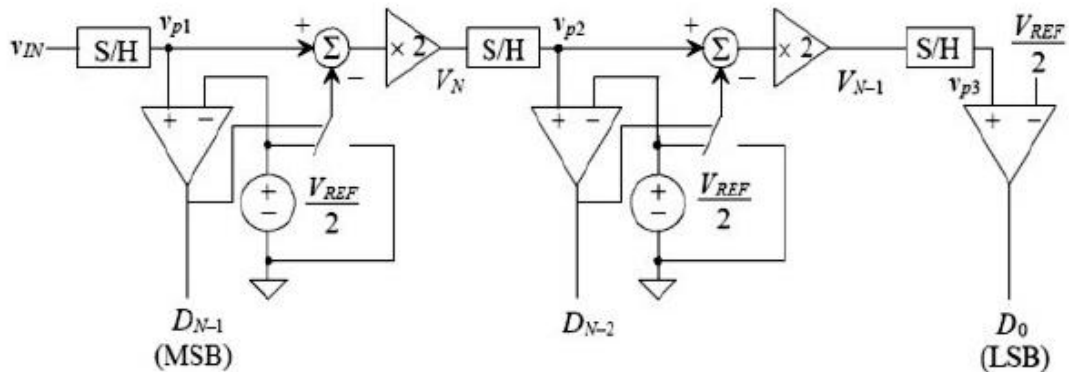 v_IN
S/H
v_p1
+
Σ
−
× 2
V_N
S/H
v_p2
+
Σ
−
× 2
V_N–1
S/H
v_p3
V_REF
2
+ −
+ −
+ −
+
−
V_REF
2
+
−
V_REF
2
D_N–1
(MSB)
D_N–2
D_0
(LSB)